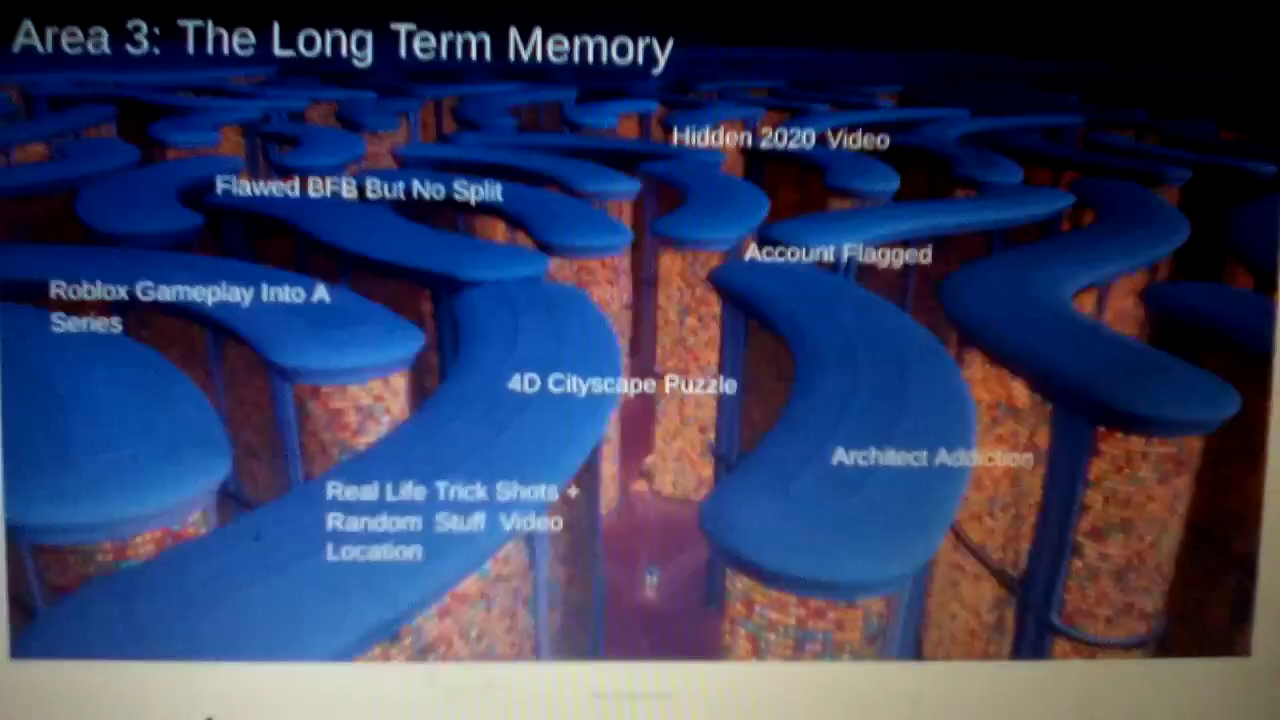 Area 3: The Long Term Memory
Hidden 2020 Video
Flawed BFB But No Split
Account Flagged
Roblox Gameplay Into A
Series
4D Cityscape Puzzle
Architect Addiction
Real Life Trick Shots +
Random Stuff Video
Location